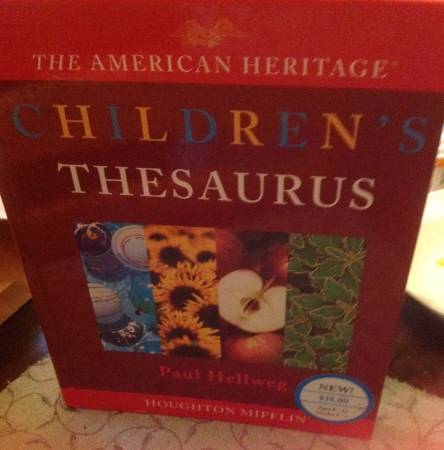 THE AMERICAN HERITAGE®
CHILDREN'S
THESAURUS
Paul Hellweg
NEW!
HOUGHTON MIFFLIN